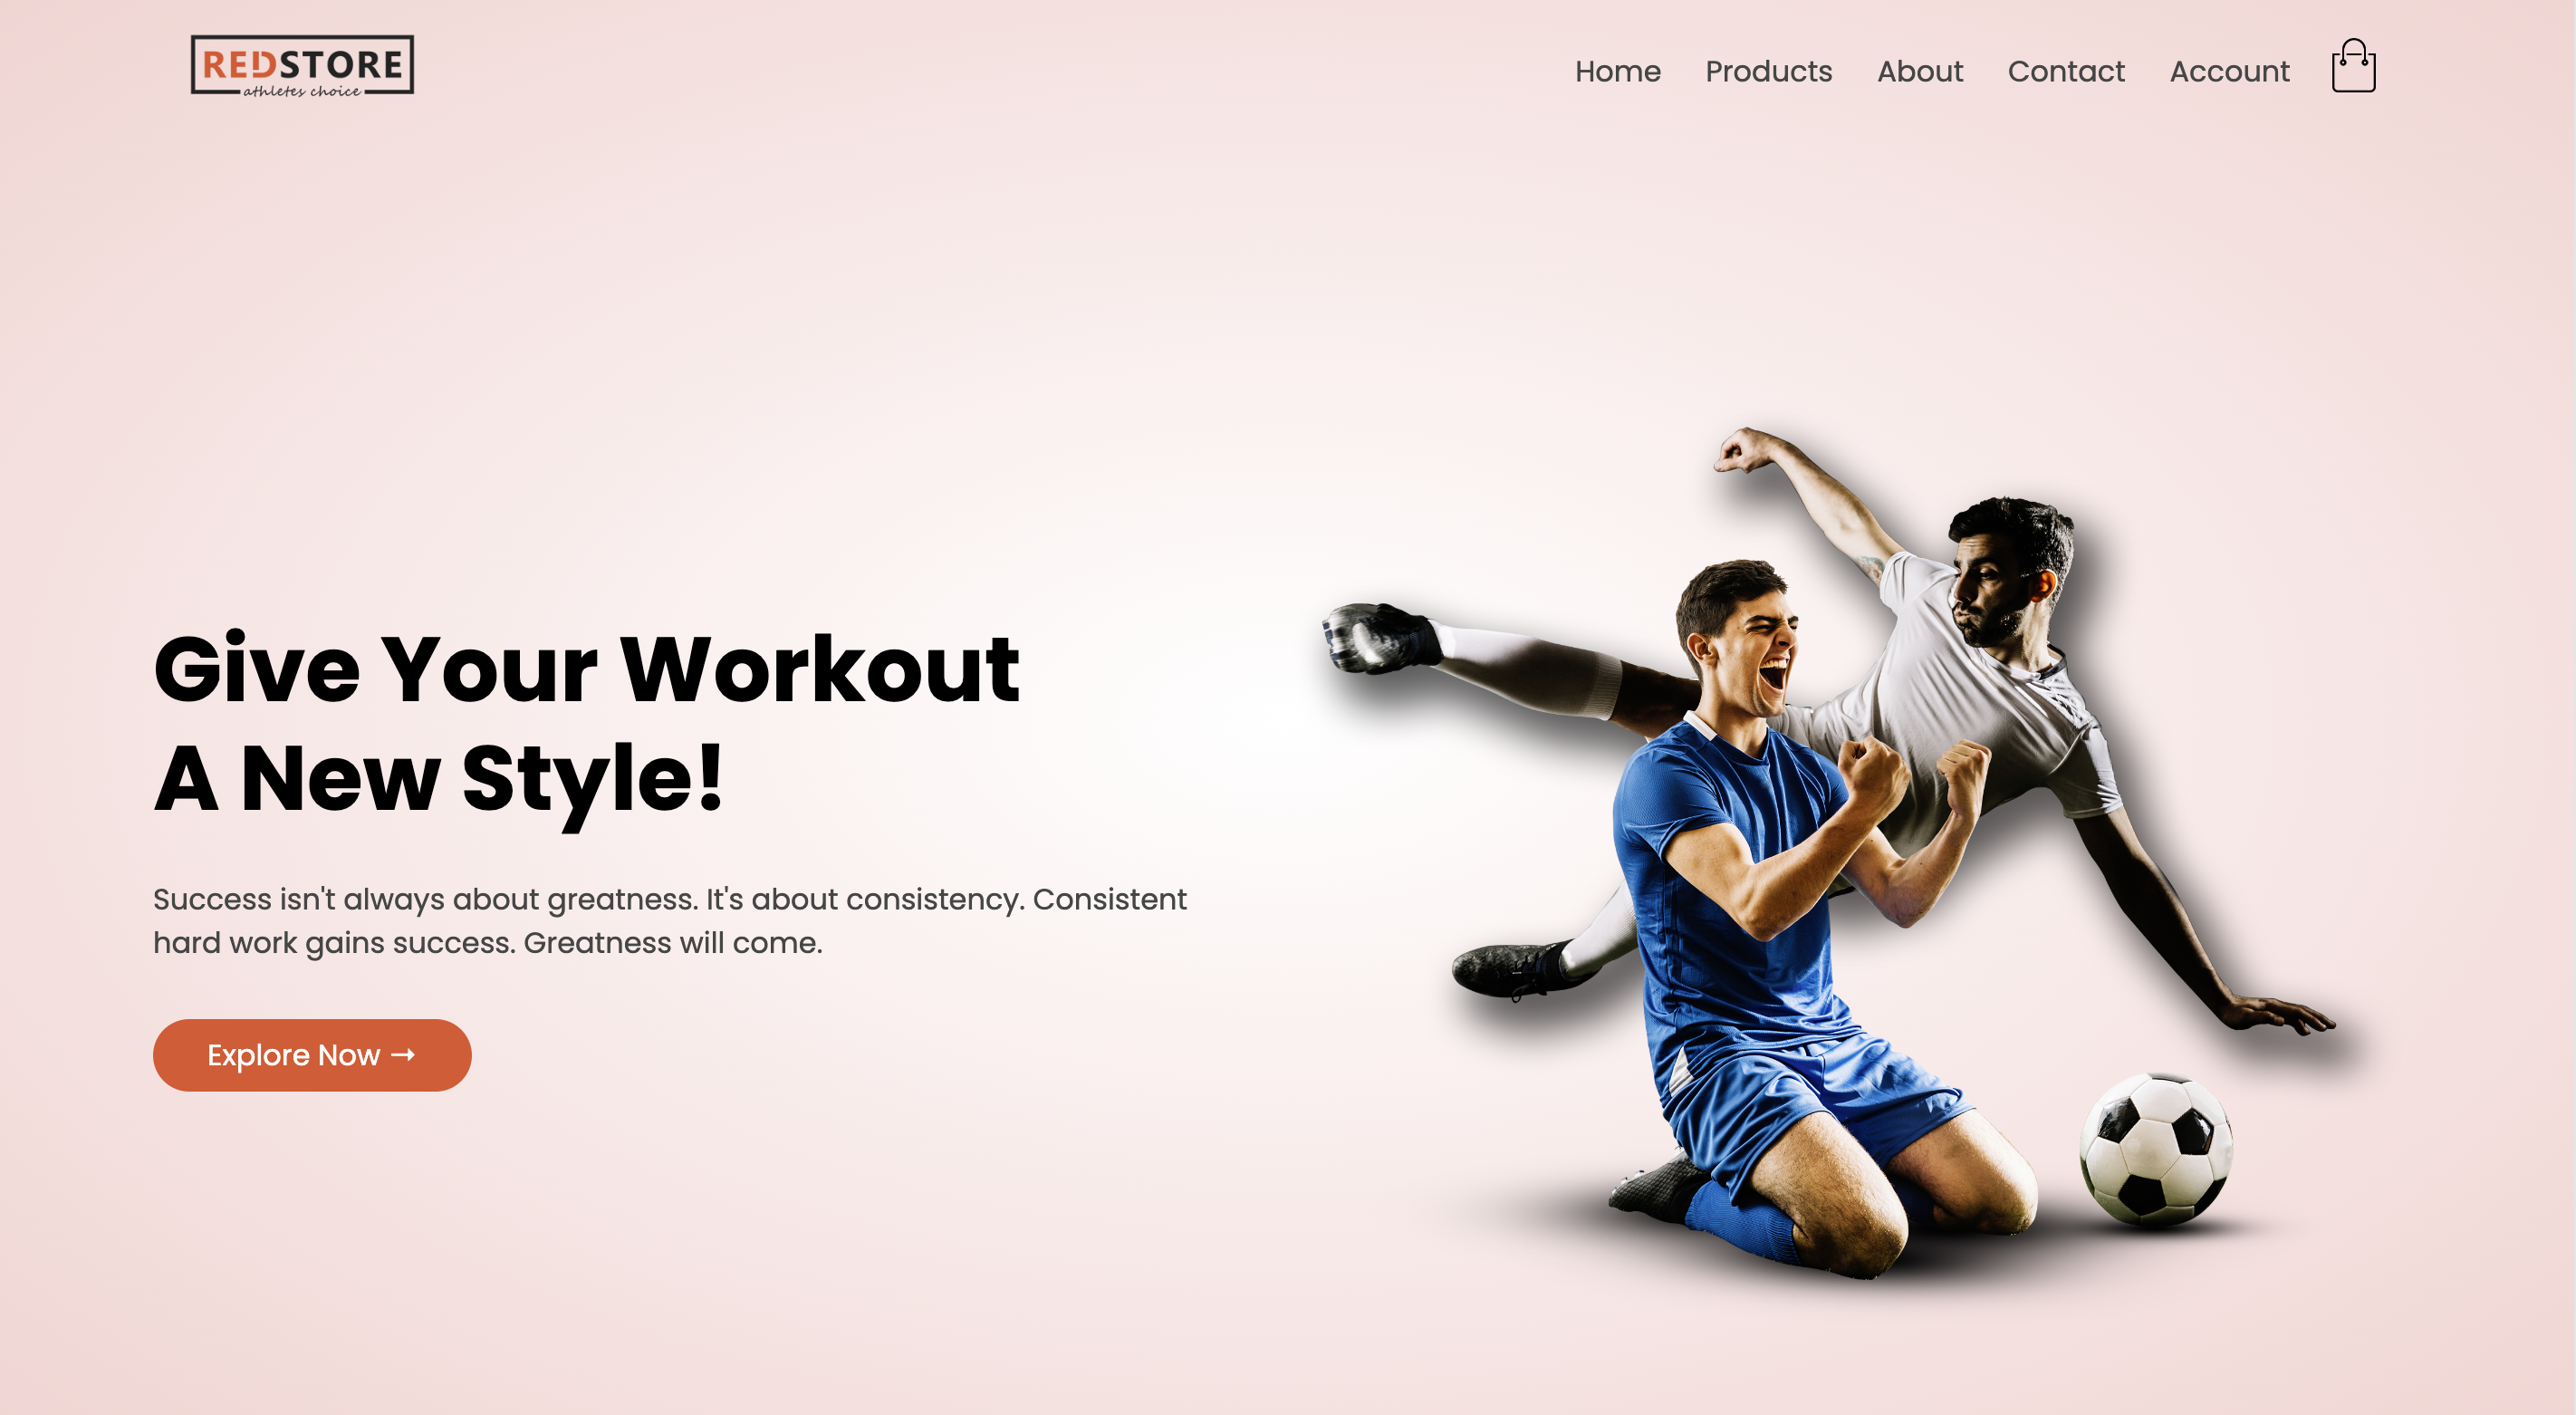 REDSTORE
athletes choice
Home Products About Contact Account
Give Your Workout
A New Style!
Success isn't always about greatness. It's about consistency. Consistent
hard work gains success. Greatness will come.
Explore Now →